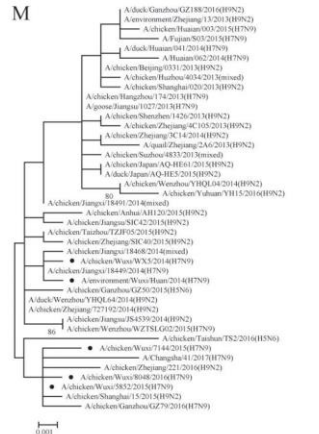 M
A/duck/Ganzhou/GZ188/2016(H9N2)
A/environment/Zhejiang/13/2013(H9N2)
A/chicken/Huaian/003/2015(H7N9)
A/Fujian/S03/2015(H7N9)
A/duck/Huaian/041/2014(H7N9)
A/Huaian/062/2014(H7N9)
A/chicken/Beijing/0331/2013(H9N2)
A/chicken/Huzhou/4034/2013(mixed)
A/chicken/Shanghai/020/2013(H9N2)
A/chicken/Hangzhou/174/2013(H7N9)
A/goose/Jiangsu/1027/2013(H7N9)
A/chicken/Shenzhen/1426/2013(H9N2)
A/chicken/Zhejiang/4C105/2013(H9N2)
A/chicken/Zhejiang/3C14/2013(H9N2)
A/quail/Zhejiang/2A6/2013(H9N2)
A/chicken/Suzhou/4833/2013(mixed)
A/chicken/Japan/AQ-HE61/2015(H9N2)
A/duck/Japan/AQ-HE5/2015(H9N2)
A/chicken/Wenzhou/YHQL04/2014(H9N2)
80
A/chicken/Yuhuan/YH15/2016(H9N2)
A/chicken/Jiangxi/18491/2014(mixed)
A/chicken/Anhui/AH120/2015(H9N2)
A/chicken/Jiangsu/SIC42/2015(H9N2)
A/chicken/Taizhou/TZJF05/2015(H9N2)
A/chicken/Zhejiang/SIC40/2015(H9N2)
A/chicken/Jiangxi/18468/2014(mixed)
A/chicken/Wuxi/WX5/2014(H7N9)
A/chicken/Jiangxi/18449/2014(H7N9)
A/environment/Wuxi/Huan/2014(H7N9)
A/chicken/Ganzhou/GZ50/2015(H5N6)
A/duck/Wenzhou/YHQL64/2014(H9N2)
A/chicken/Zhejiang/727192/2014(H9N2)
A/chicken/Jiangsu/JS4539/2014(H9N2)
86
A/chicken/Wenzhou/WZTSLG02/2015(H7N9)
A/chicken/Taishun/TS2/2016(H5N6)
A/chicken/Wuxi/7144/2015(H7N9)
A/Changsha/41/2017(H7N9)
A/chicken/Zhejiang/221/2016(H9N2)
A/chicken/Wuxi/8048/2016(H7N9)
A/chicken/Wuxi/5852/2015(H7N9)
A/chicken/Shanghai/15/2015(H9N2)
A/chicken/Ganzhou/GZ79/2016(H7N9)
0.001